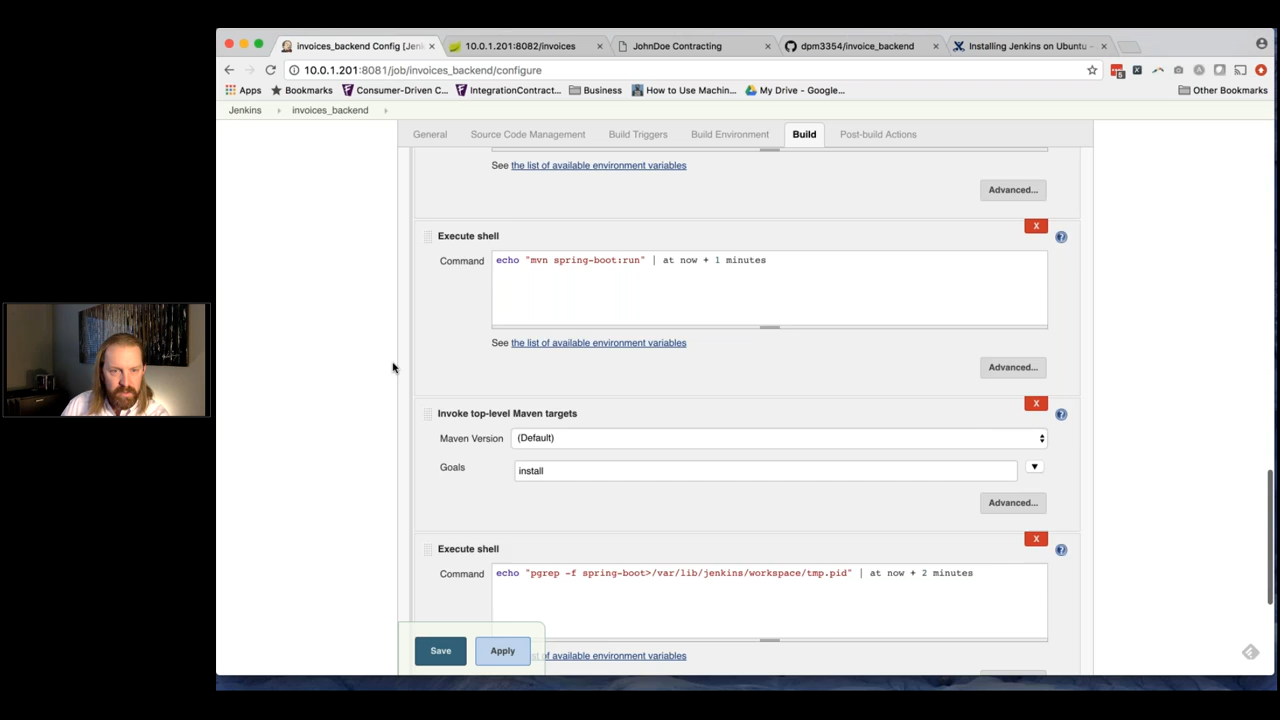 invoices_backend Config [Jen
10.0.1.201:8082/invoices
JohnDoe Contracting
dpm3354/invoice_backend
Installing Jenkins on Ubuntu -
10.0.1.201:8081/job/invoices_backend/configure
Apps
Bookmarks
Consumer-Driven C...
IntegrationContract...
Business
How to Use Machin...
My Drive - Google...
Other Bookmarks
Jenkins
invoices_backend
General
Source Code Management
Build Triggers
Build Environment
Build
Post-build Actions
See the list of available environment variables
Advanced...
X
Execute shell
Command
echo "mvn spring-boot:run" | at now + 1 minutes
See the list of available environment variables
Advanced...
X
Invoke top-level Maven targets
Maven Version
(Default)
Goals
install
Advanced...
X
Execute shell
Command
echo "pgrep -f spring-boot>/var/lib/jenkins/workspace/tmp.pid" | at now + 2 minutes
Save
Apply
st of available environment variables